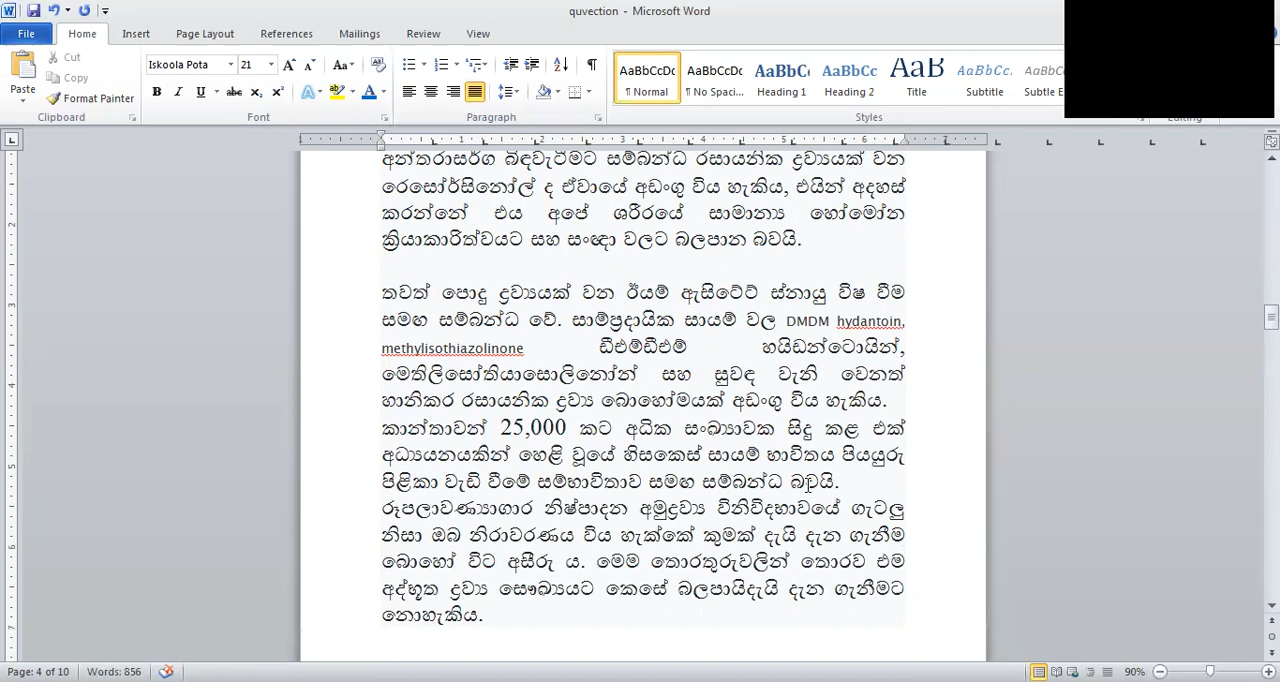 quvection - Microsoft Word
File Home Insert Page Layout References Mailings Review View
Cut
Copy
Format Painter
Paste
Clipboard
Iskoola Pota 21
Font
Paragraph
AaBbCcDc AaBbCcDc AaBbC AaBbCc AaB AaBbCc. AaBbCc
¶ Normal ¶ No Spaci... Heading 1 Heading 2 Title Subtitle Subtle E
Styles
Editing
අන්තරාසර්ග බිඳවැටීමට සම්බන්ධ රසායනික ද්‍රව්‍යයක් වන
රෙසෝර්සිනෝල් ද ඒවායේ අඩංගු විය හැකිය, එයින් අදහස්
කරන්නේ එය අපේ ශරීරයේ සාමාන්‍ය හෝමෝන
ක්‍රියාකාරිත්වයට සහ සංඥා වලට බලපාන බවයි.
තවත් පොදු ද්‍රව්‍යයක් වන ඊයම් ඇසිටේට් ස්නායු විෂ වීම
සමඟ සම්බන්ධ වේ. සාම්ප්‍රදායික සායම් වල DMDM hydantoin,
methylisothiazolinone ඩීඑම්ඩීඑම් හයිඩන්ටොයින්,
මෙතිලිසෝතියාසොලිනෝන් සහ සුවඳ වැනි වෙනත්
හානිකර රසායනික ද්‍රව්‍ය බොහෝමයක් අඩංගු විය හැකිය.
කාන්තාවන් 25,000 කට අධික සංඛ්‍යාවක සිදු කළ එක්
අධ්‍යයනයකින් හෙළි වූයේ හිසකෙස් සායම් භාවිතය පියයුරු
පිළිකා වැඩි වීමේ සම්භාවිතාව සමඟ සම්බන්ධ බවයි.
රූපලාවණ්‍යාගාර නිෂ්පාදන අමුද්‍රව්‍ය විනිවිදභාවයේ ගැටලු
නිසා ඔබ නිරාවරණය විය හැක්කේ කුමක් දැයි දැන ගැනීම
බොහෝ විට අසීරු ය. මෙම තොරතුරුවලින් තොරව එම
අද්භූත ද්‍රව්‍ය සෞඛ්‍යයට කෙසේ බලපායිදැයි දැන ගැනීමට
නොහැකිය.
Page: 4 of 10 Words: 856 90%